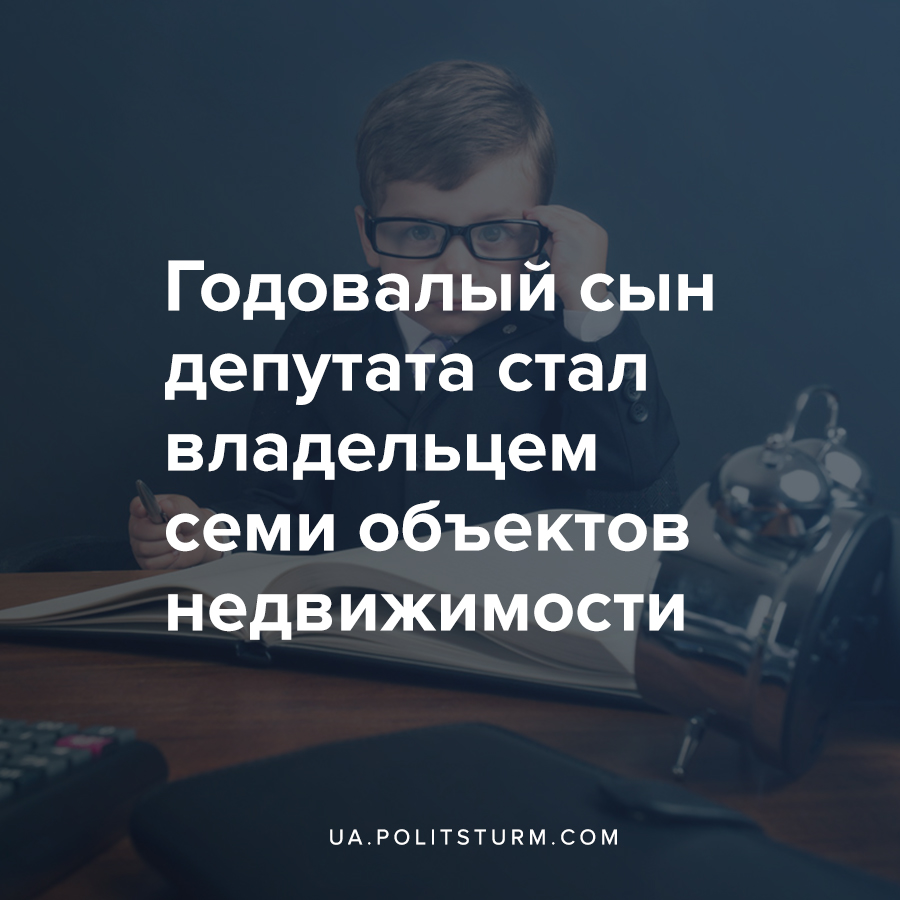 Годовалый сын
депутата стал
владельцем
семи объектов
недвижимости
UA.POLITSTURM.COM